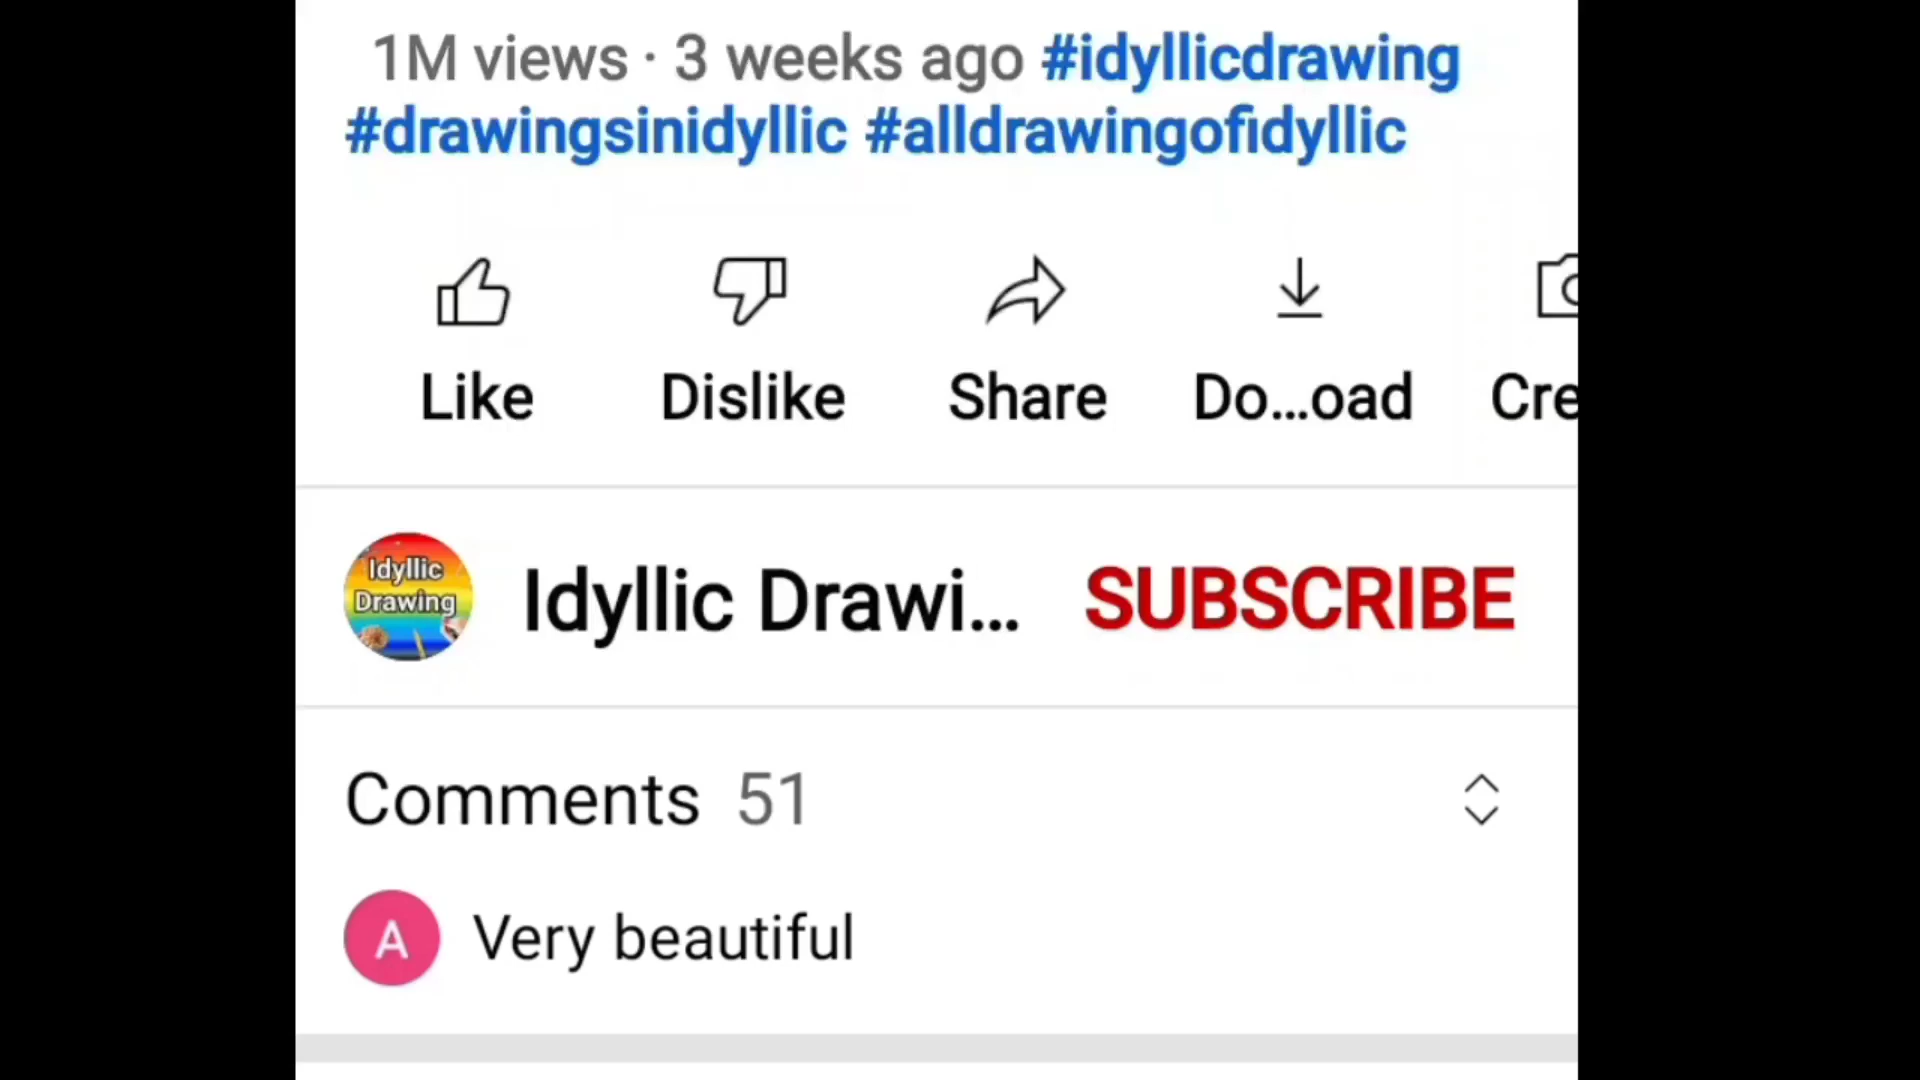 1M views · 3 weeks ago #idyllicdrawing
#drawingsinidyllic #alldrawingofidyllic
Like Dislike Share Do...oad Cre
Idyllic
Drawing
Idyllic Drawi... SUBSCRIBE
Comments 51
A Very beautiful